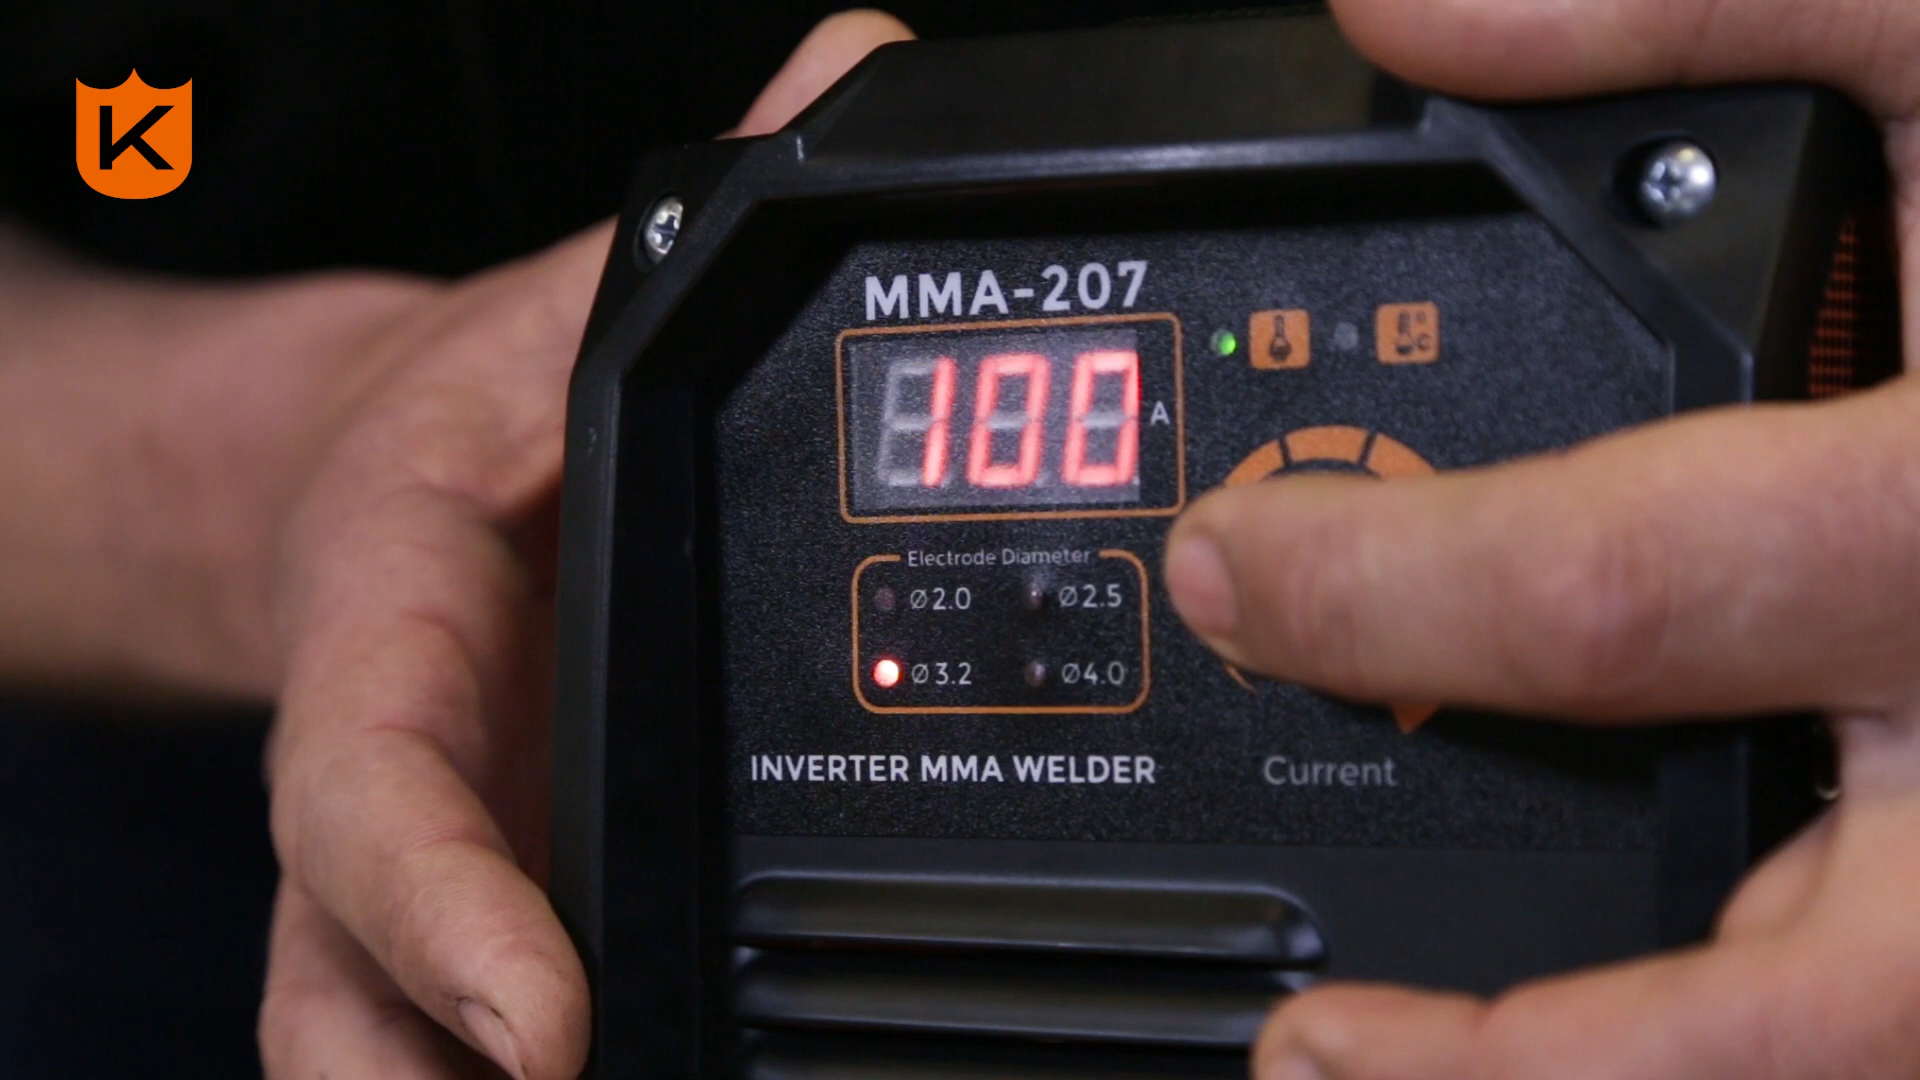 K
MMA-207
100 A
Electrode Diameter
Ø2.0 Ø2.5
Ø3.2 Ø4.0
INVERTER MMA WELDER
Current
°C